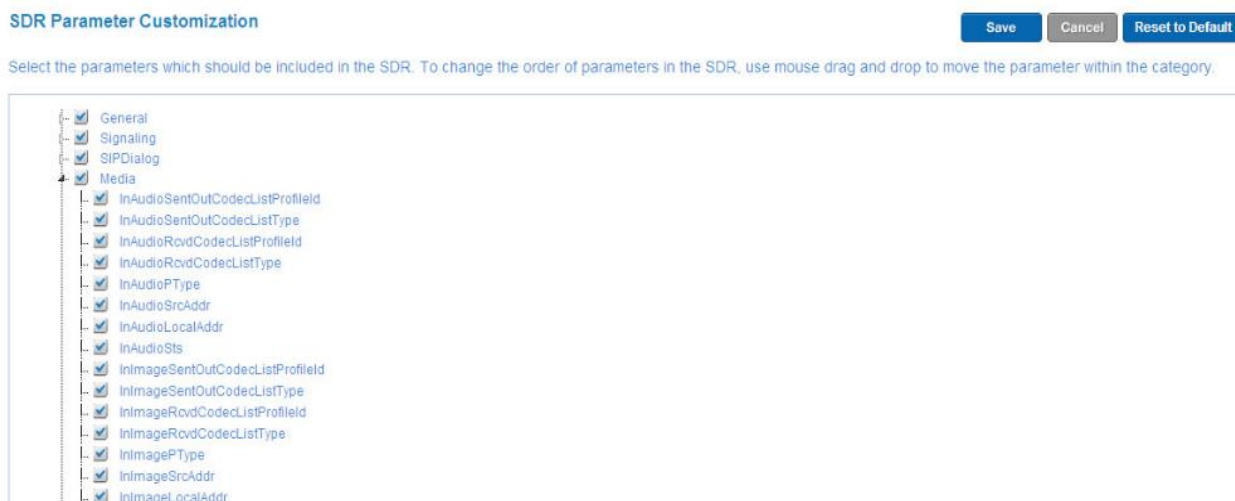 SDR Parameter Customization
Save Cancel Reset to Default
Select the parameters which should be included in the SDR. To change the order of parameters in the SDR, use mouse drag and drop to move the parameter within the category.
General
Signaling
SIPDialog
Media
InAudioSentOutCodecListProfileId
InAudioSentOutCodecListType
InAudioRcvdCodecListProfileId
InAudioRcvdCodecListType
InAudioPType
InAudioSrcAddr
InAudioLocalAddr
InAudioSts
InImageSentOutCodecListProfileId
InImageSentOutCodecListType
InImageRcvdCodecListProfileId
InImageRcvdCodecListType
InImagePType
InImageSrcAddr
InImageLocalAddr